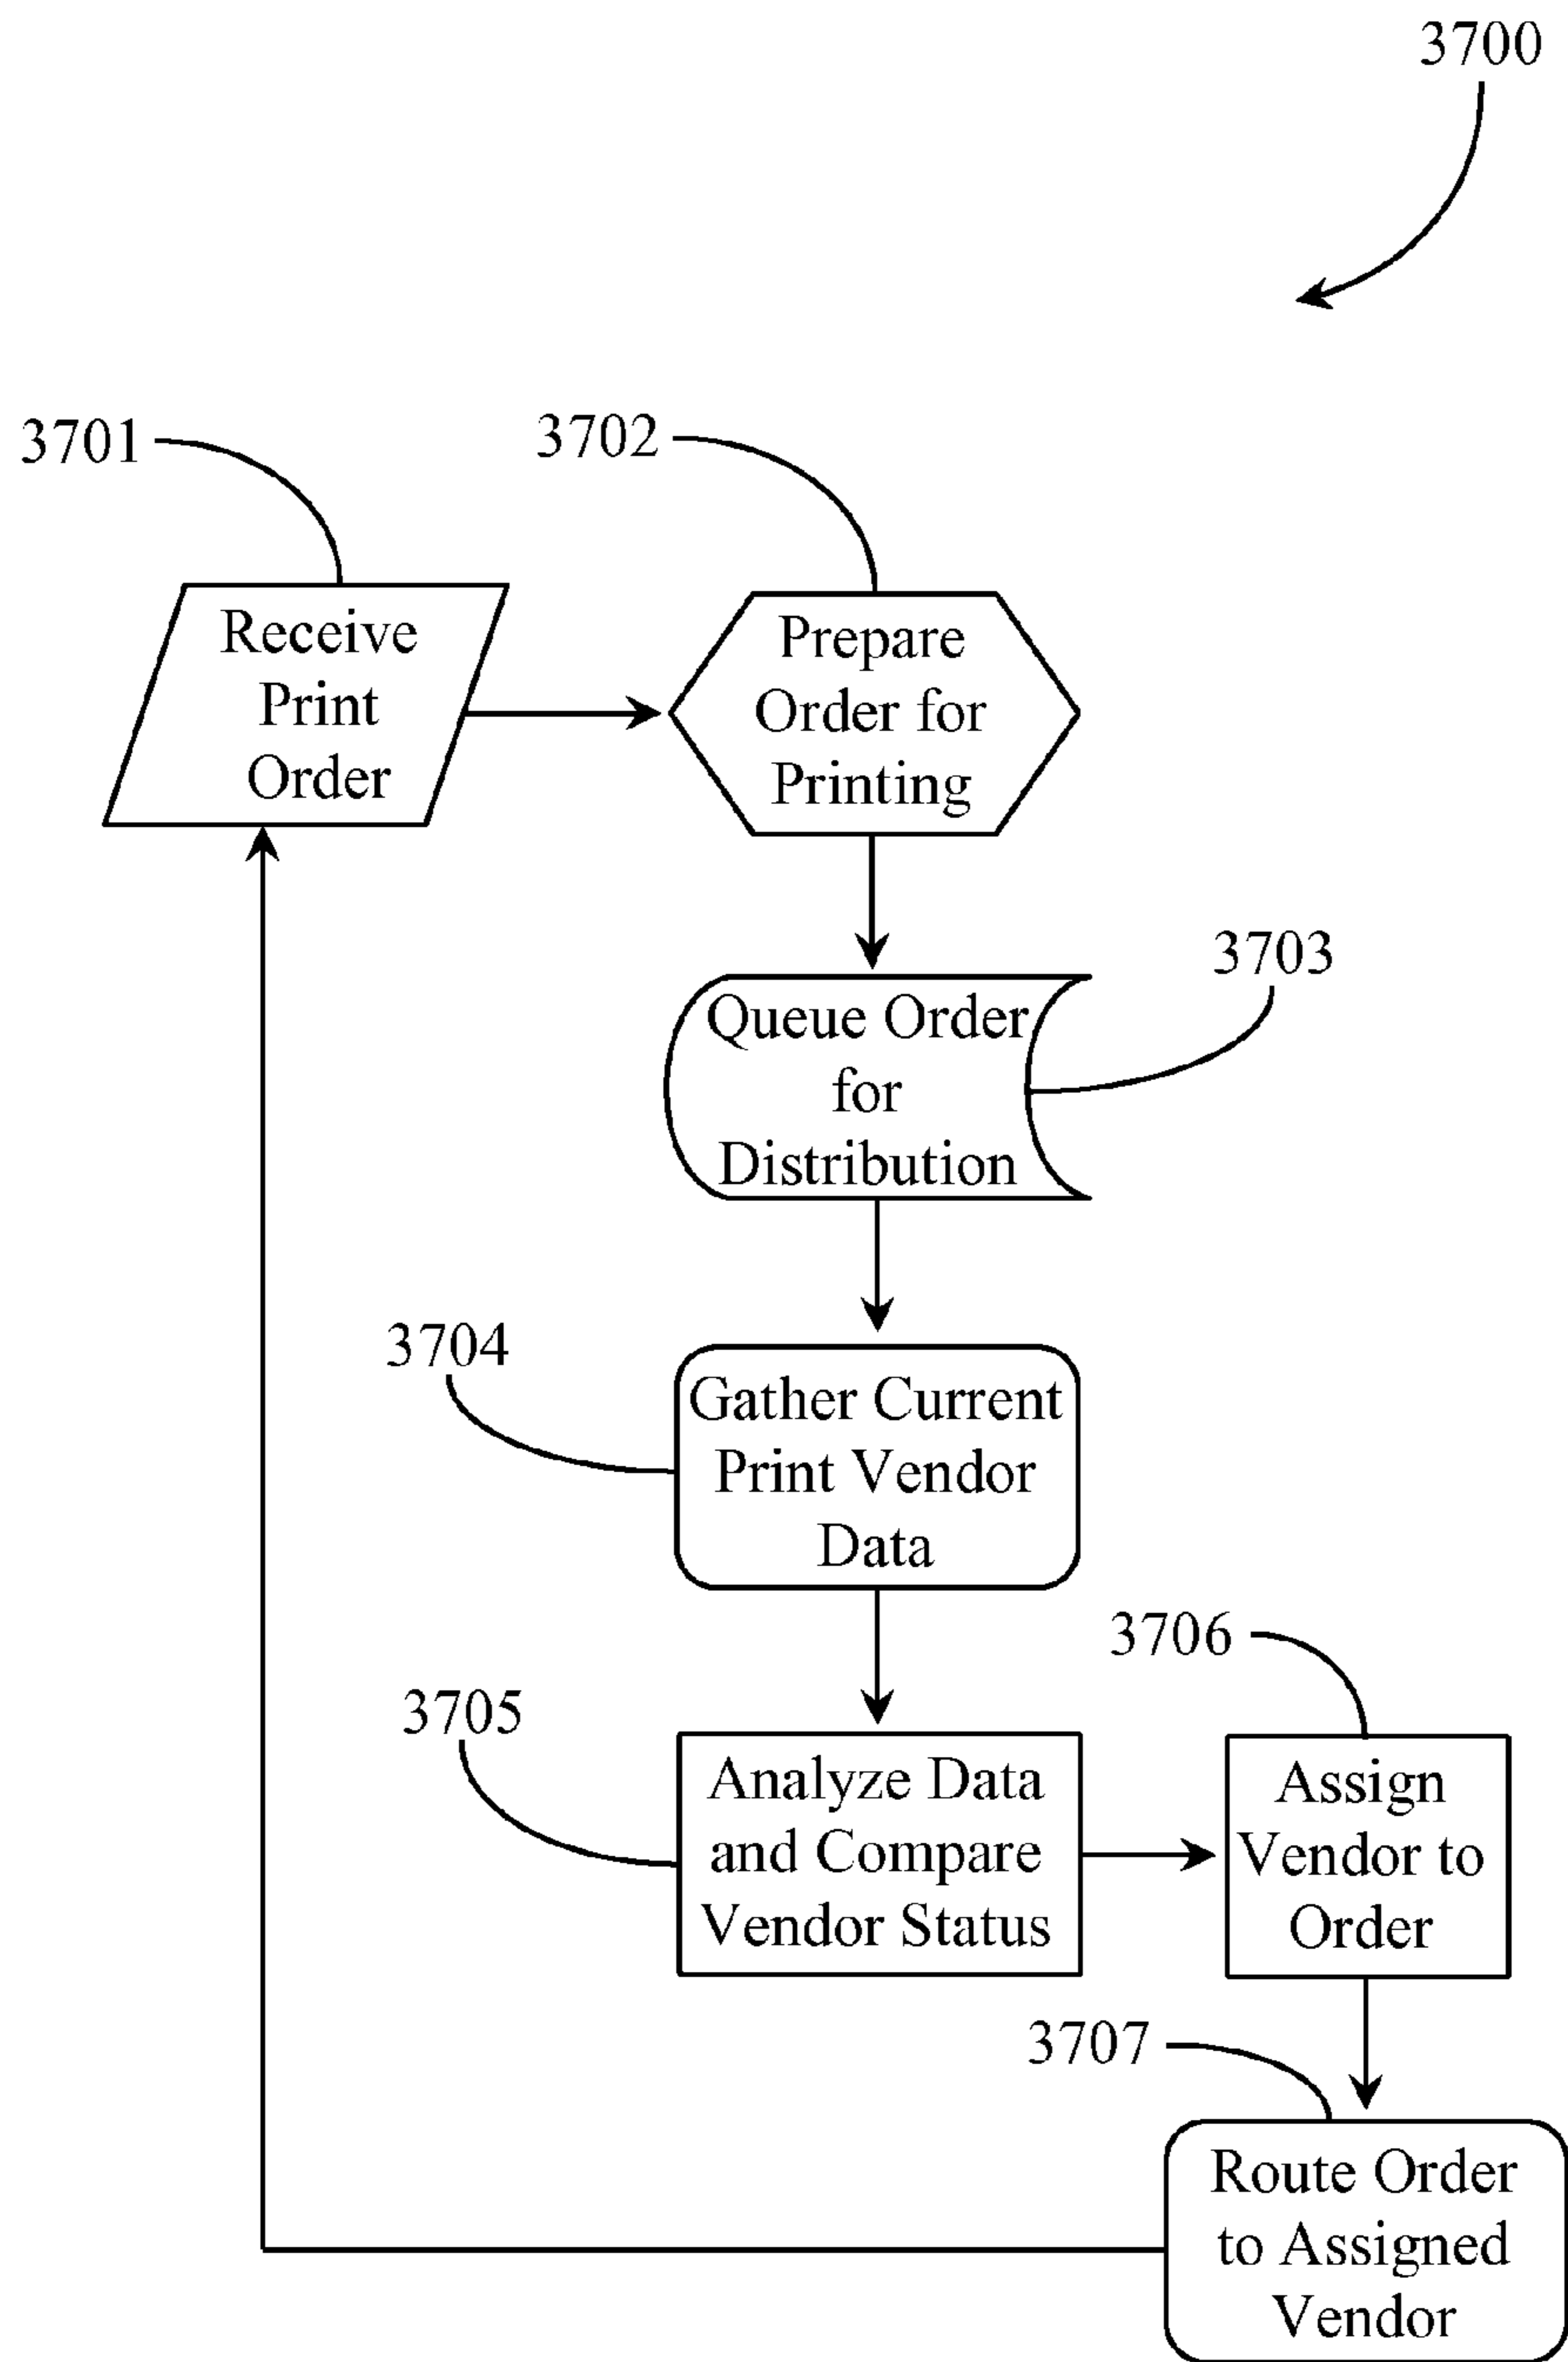 3700
3701
3702
Receive
Print
Order
Prepare
Order for
Printing
3703
Queue Order
for
Distribution
3704
Gather Current
Print Vendor
Data
3705
Analyze Data
and Compare
Vendor Status
3706
Assign
Vendor to
Order
3707
Route Order
to Assigned
Vendor